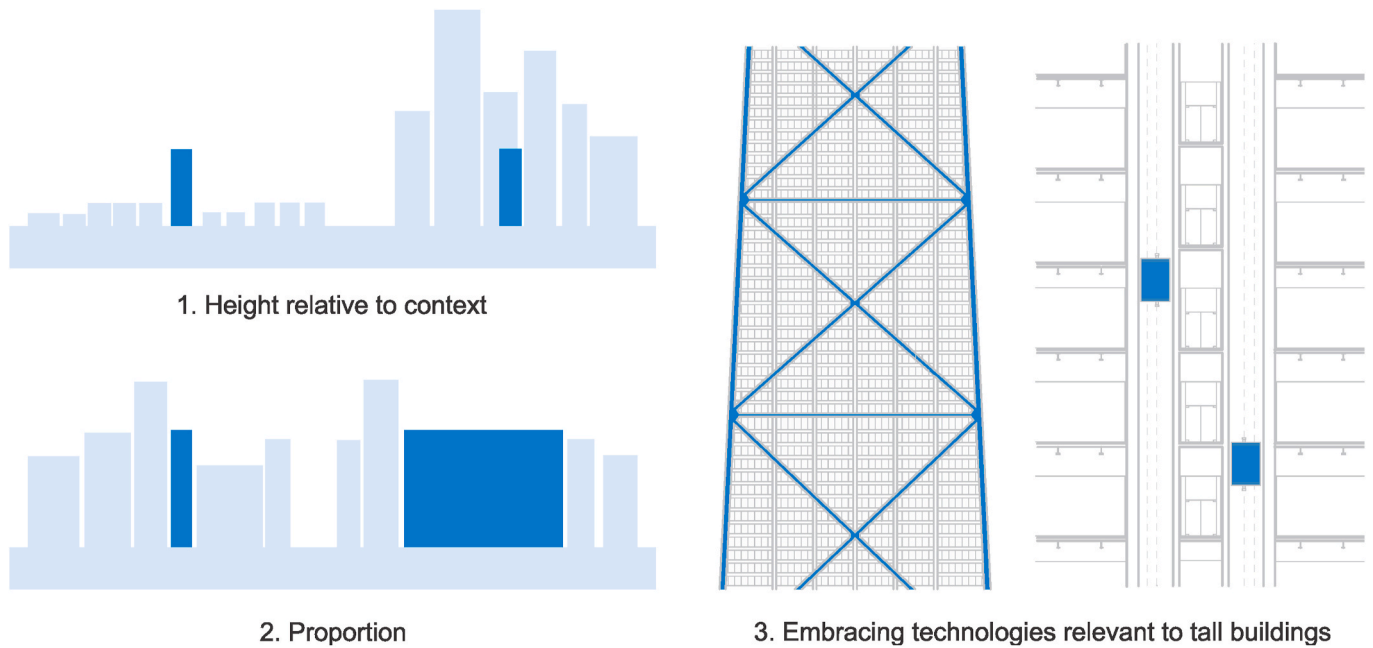 1. Height relative to context
2. Proportion
3. Embracing technologies relevant to tall buildings